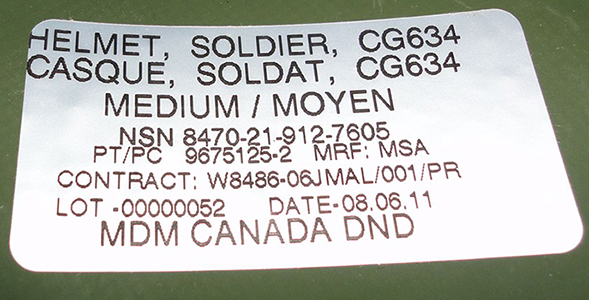 HELMET, SOLDIER, CG634
CASQUE, SOLDAT, CG634
MEDIUM / MOYEN
NSN 8470-21-912-7605
PT/PC 9675125-2 MRF: MSA
CONTRACT: W8486-06JMAL/001/PR
LOT -00000052 DATE-08.06.11
MDM CANADA DND